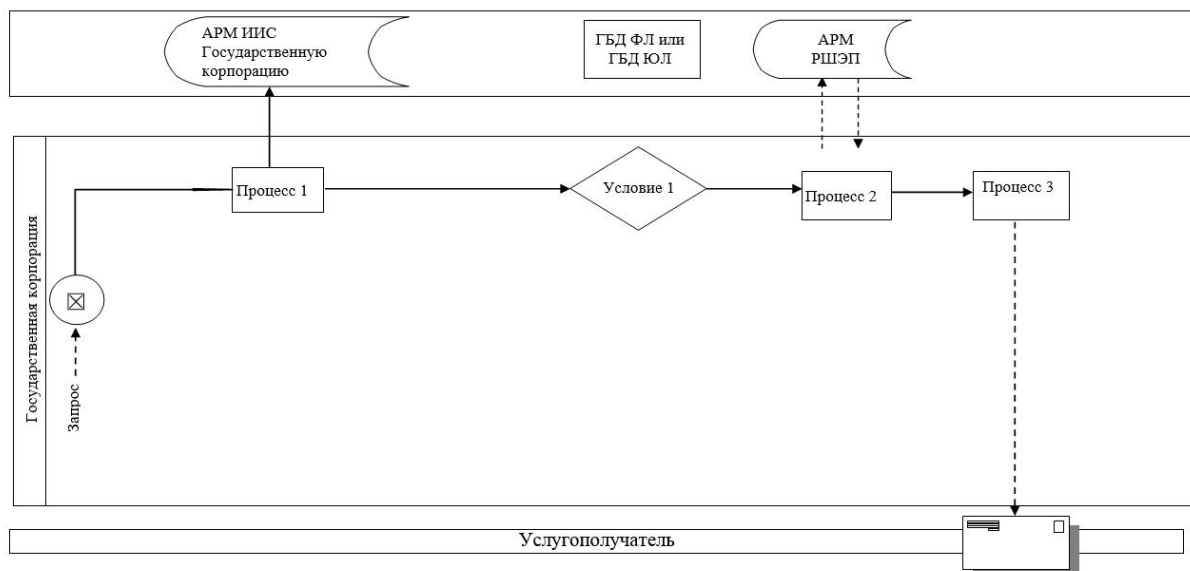 АРМ ИИС
Государственную
корпорацию
ГБД ФЛ или
ГБД ЮЛ
АРМ
РШЭП
Государственная корпорация
Процесс 1
Условие 1
Процесс 2
Процесс 3
Запрос
Услугополучатель